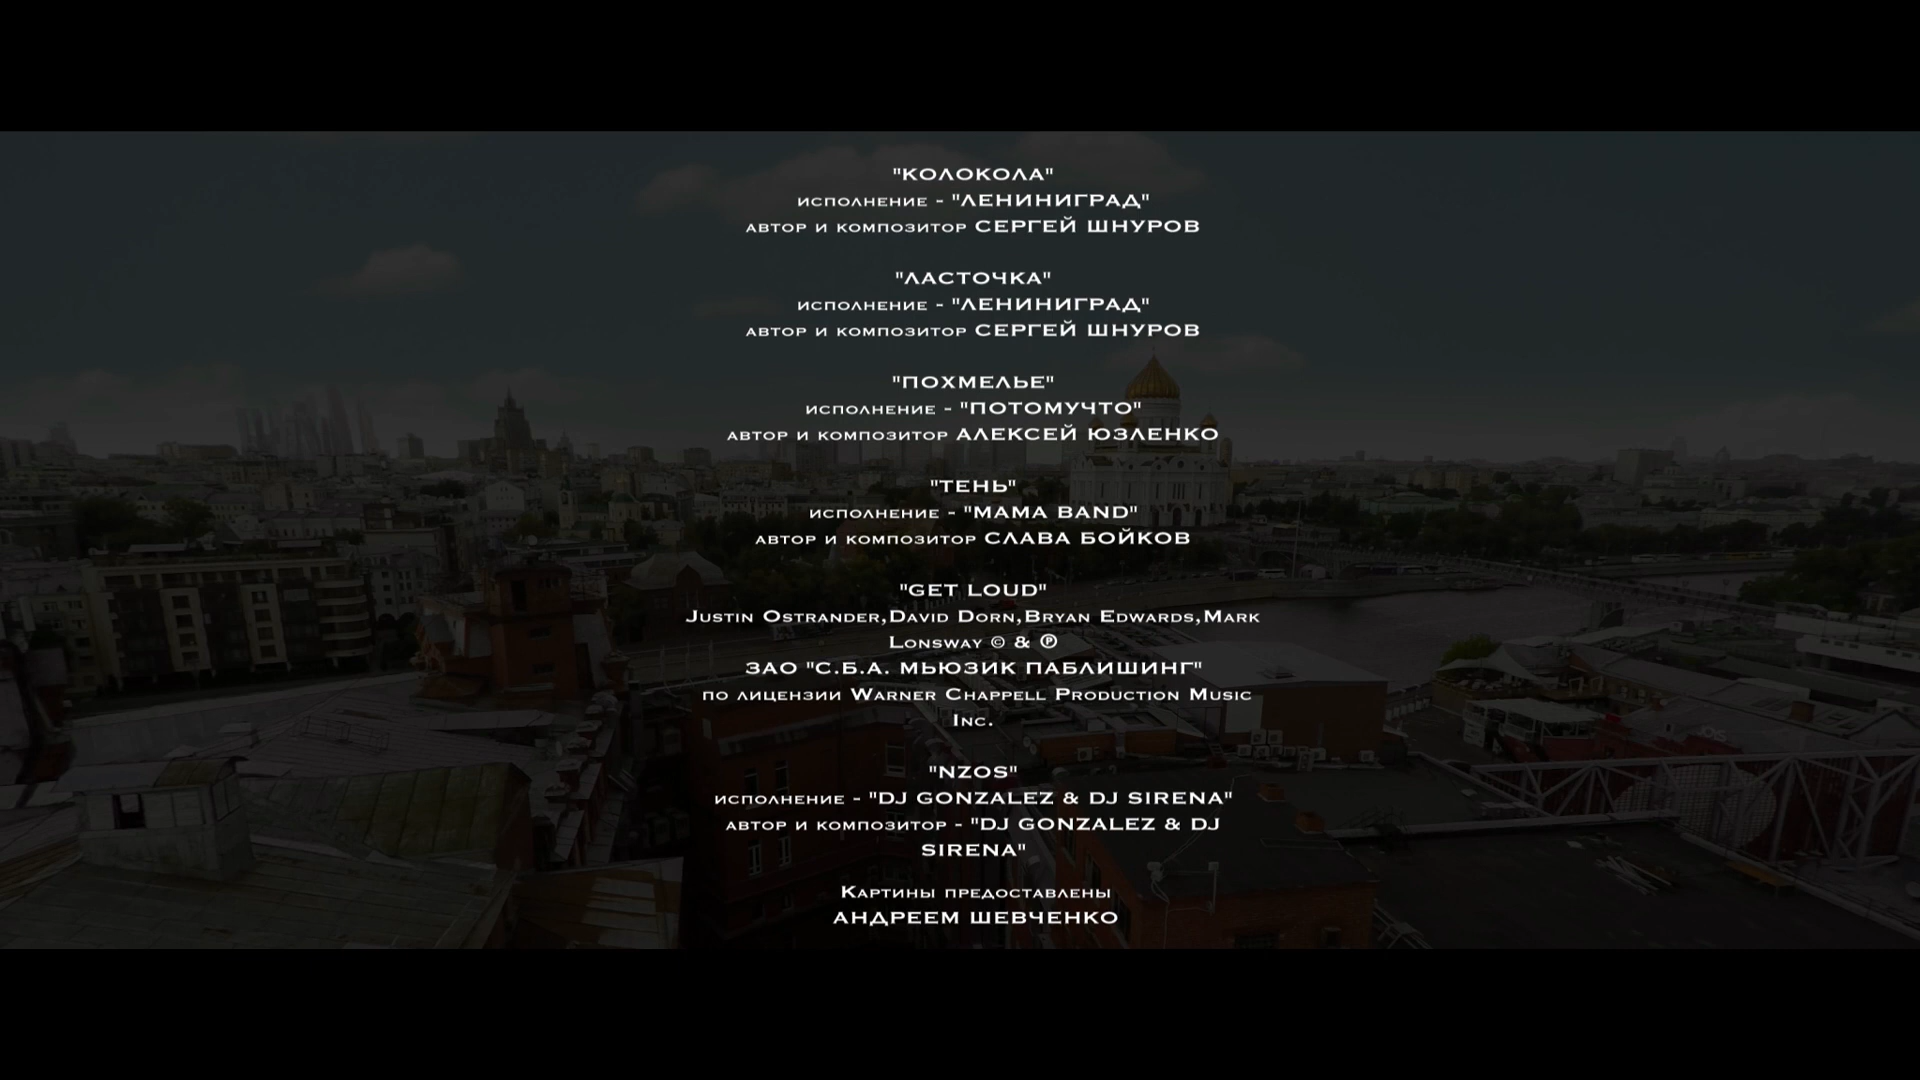 "КОЛОКОЛА"
исполнение - "ЛЕНИНИГРАД"
автор и композитор СЕРГЕЙ ШНУРОВ
"ЛАСТОЧКА"
исполнение - "ЛЕНИНИГРАД"
автор и композитор СЕРГЕЙ ШНУРОВ
"ПОХМЕЛЬЕ"
исполнение - "ПОТОМУЧТО"
автор и композитор АЛЕКСЕЙ ЮЗЛЕНКО
"ТЕНЬ"
исполнение - "MAMA BAND"
автор и композитор СЛАВА БОЙКОВ
"GET LOUD"
Justin Ostrander,David Dorn,Bryan Edwards,Mark
Lonsway © & ℗
ЗАО "С.Б.А. МЬЮЗИК ПАБЛИШИНГ"
по лицензии Warner Chappell Production Music
Inc.
"NZOS"
исполнение - "DJ GONZALEZ & DJ SIRENA"
автор и композитор - "DJ GONZALEZ & DJ
SIRENA"
Картины предоставлены
АНДРЕЕМ ШЕВЧЕНКО